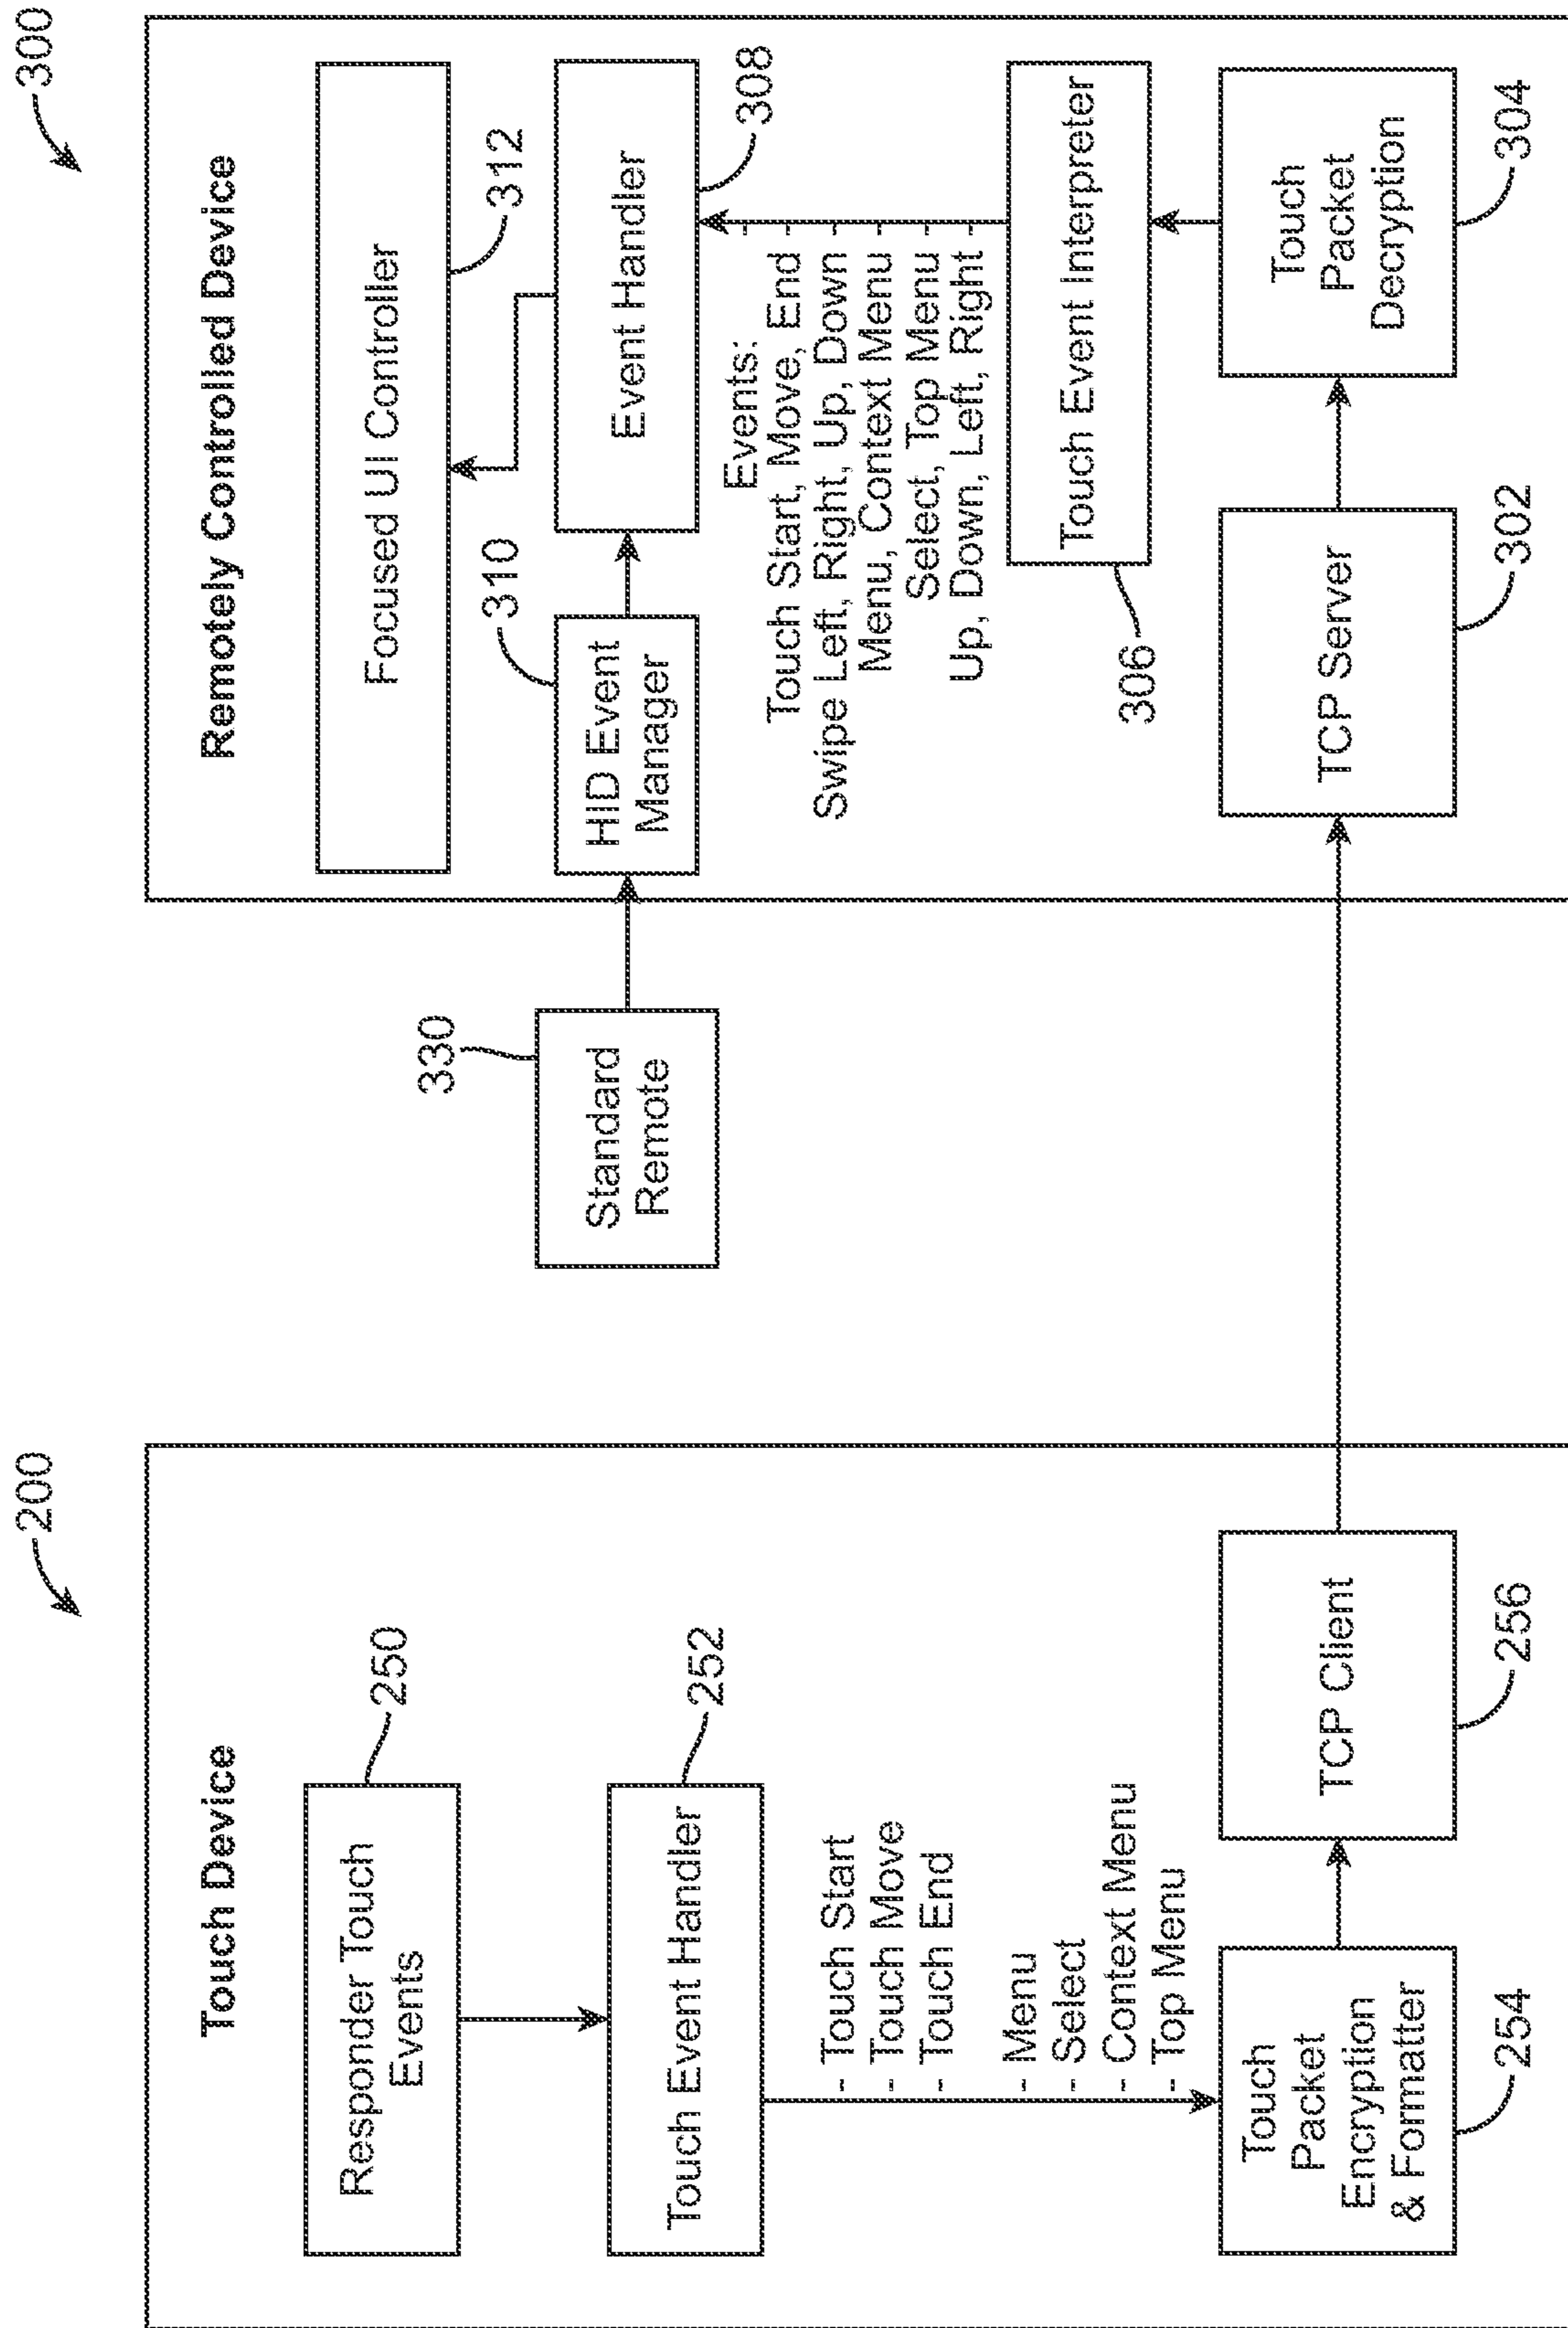 200
300
Touch Device
Responder Touch
Events
250
Touch Event Handler
252
Touch Start
Touch Move
Touch End
Menu
Select
Context Menu
Top Menu
Touch
Packet
Encryption
& Formatter
254
TCP Client
256
Standard
Remote
330
Remotely Controlled Device
Focused UI Controller
312
HID Event
Manager
310
Event Handler
308
Events:
Touch Start, Move, End
Swipe Left, Right, Up, Down
Menu, Context Menu
Select, Top Menu
Up, Down, Left, Right
Touch Event Interpreter
306
TCP Server
302
Touch
Packet
Decryption
304